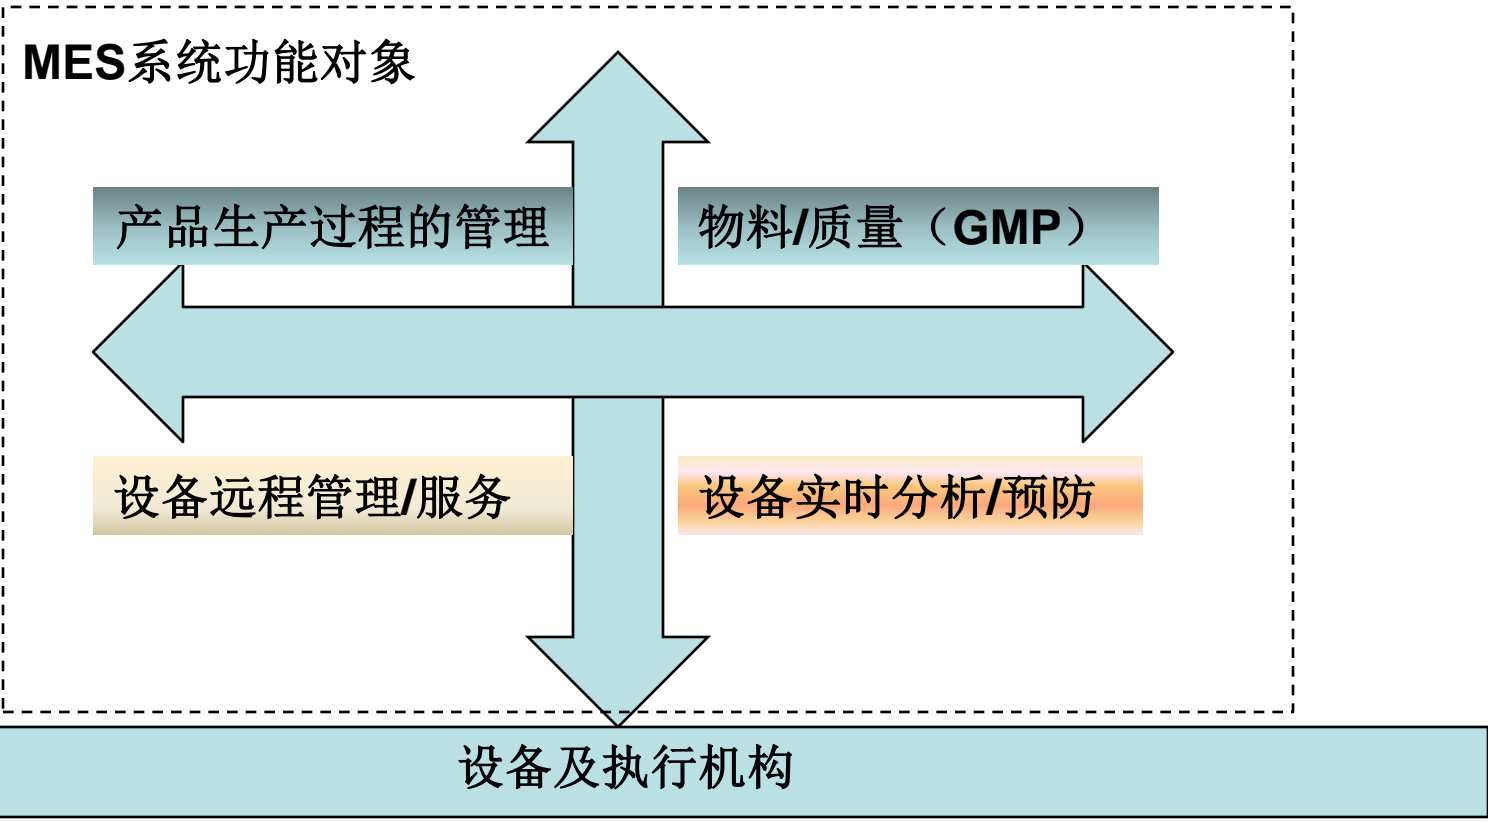 MES系统功能对象
产品生产过程的管理
物料/质量（GMP）
设备远程管理/服务
设备实时分析/预防
设备及执行机构